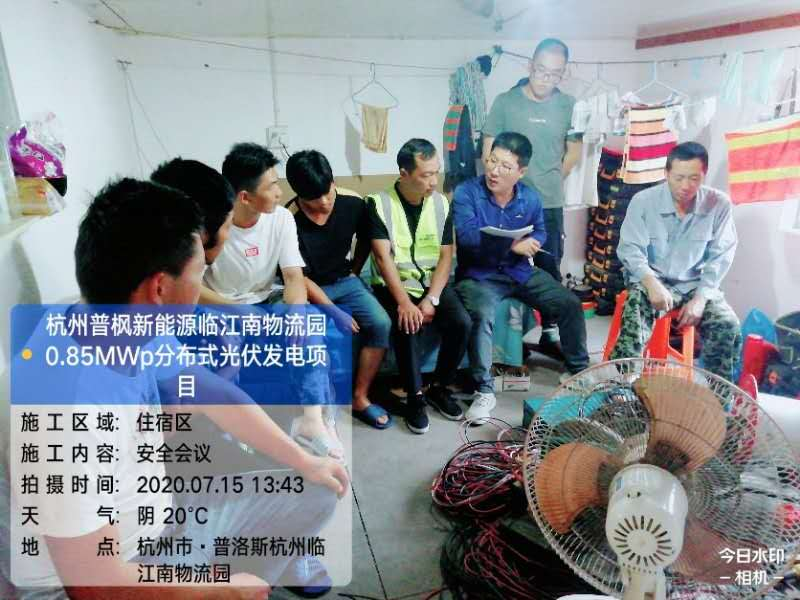 杭州普枫新能源临江南物流园
0.85MWp分布式光伏发电项
目
施工区域: 住宿区
施工内容: 安全会议
拍摄时间: 2020.07.15 13:43
天气: 阴 20°C
地点: 杭州市·普洛斯杭州临
江南物流园
今日水印
–相机–